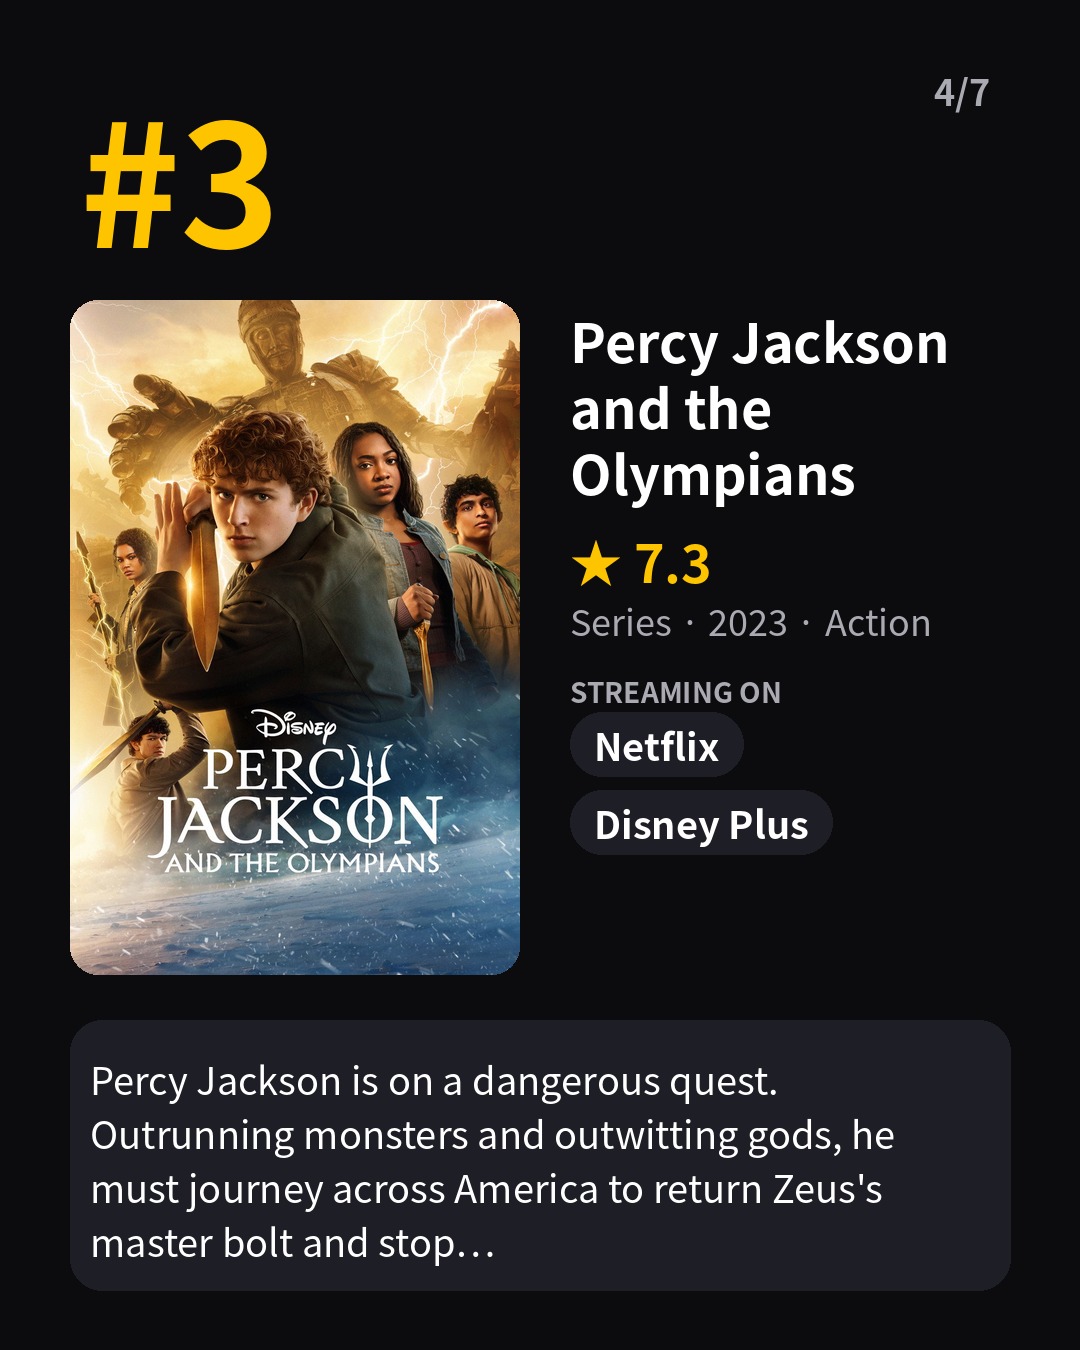 4/7
#3
Percy Jackson
and the
Olympians
★ 7.3
Series · 2023 · Action
STREAMING ON
Netflix
Disney Plus
Disney
PERCY
JACKSON
AND THE OLYMPIANS
Percy Jackson is on a dangerous quest.
Outrunning monsters and outwitting gods, he
must journey across America to return Zeus's
master bolt and stop…